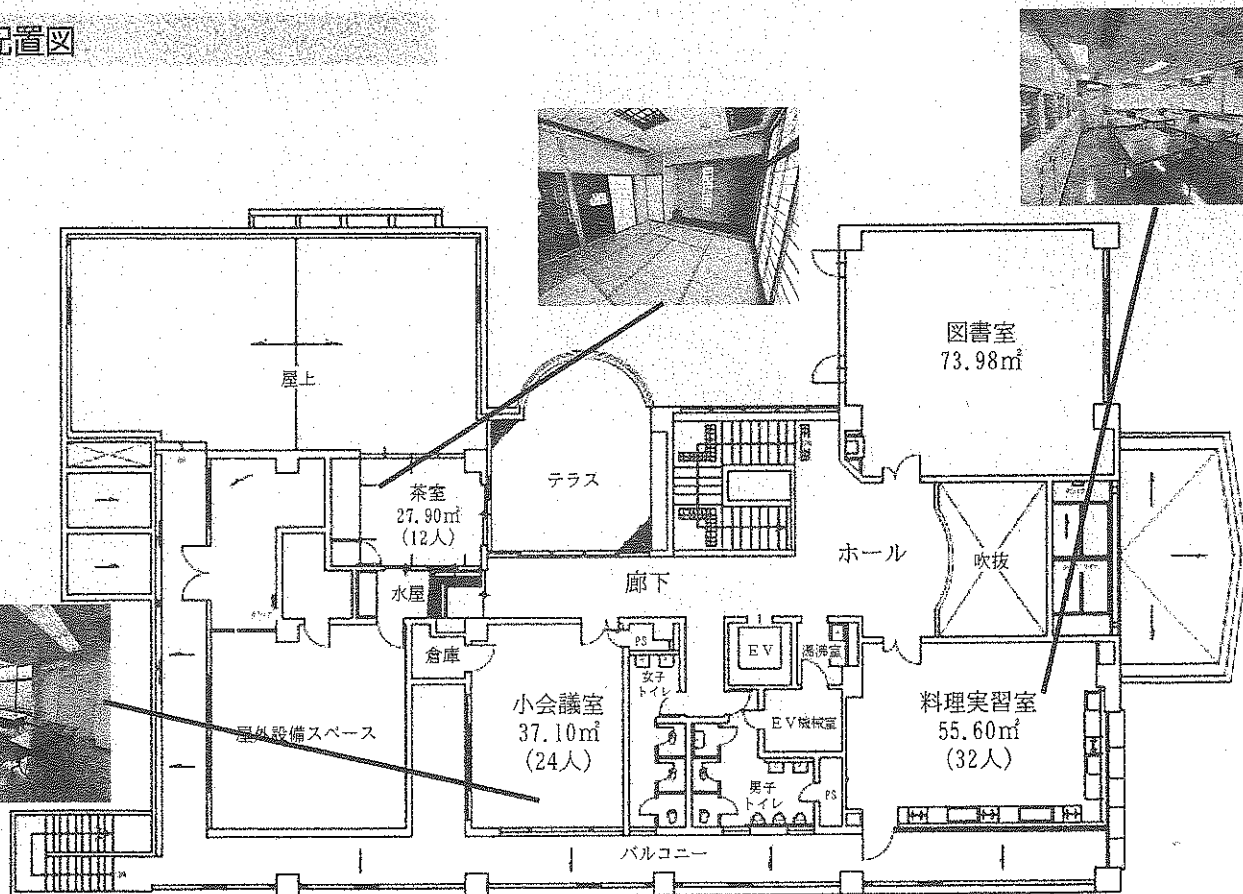 配置図
屋上
図書室
73.98㎡
テラス
茶室
27.90㎡
(12人)
ホール
吹抜
廊下
水屋
倉庫
PS
女子
トイレ
EV
湯沸室
小会議室
37.10㎡
(24人)
屋外設備スペース
EV機械室
料理実習室
55.60㎡
(32人)
男子
トイレ
PS
バルコニー